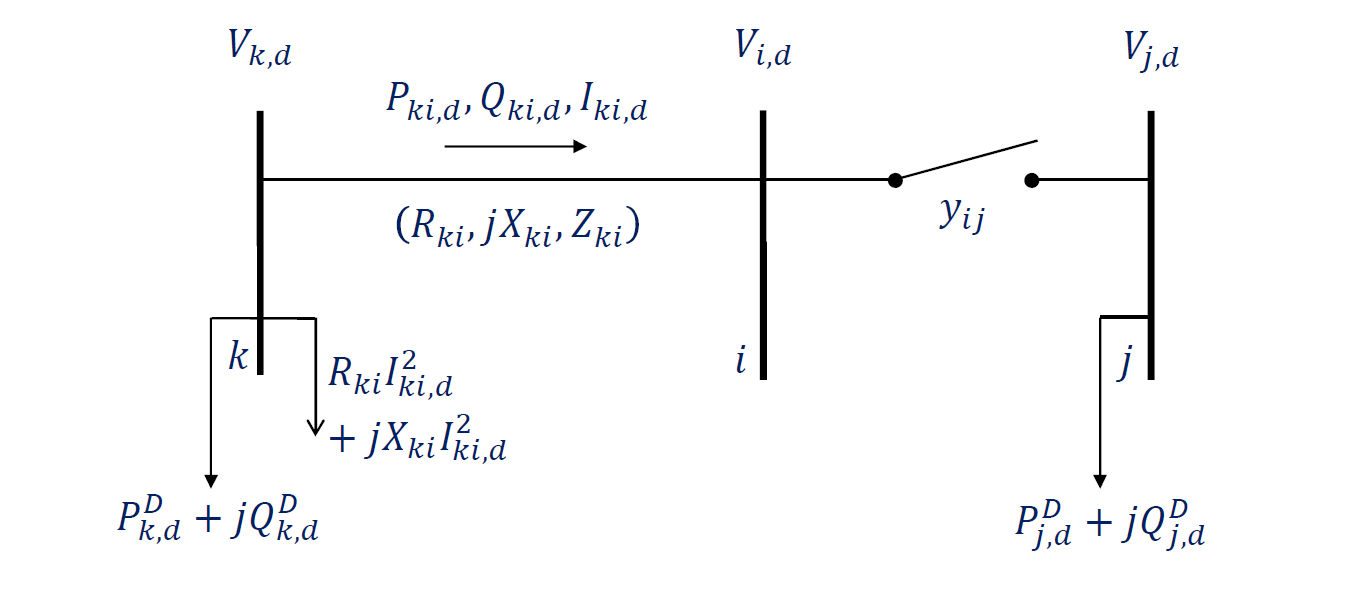 V_{k,d}
V_{i,d}
V_{j,d}
P_{ki,d}, Q_{ki,d}, I_{ki,d}
(R_{ki}, jX_{ki}, Z_{ki})
y_{ij}
k
i
j
R_{ki}I_{ki,d}^{2}
+ jX_{ki}I_{ki,d}^{2}
P_{k,d}^{D} + jQ_{k,d}^{D}
P_{j,d}^{D} + jQ_{j,d}^{D}